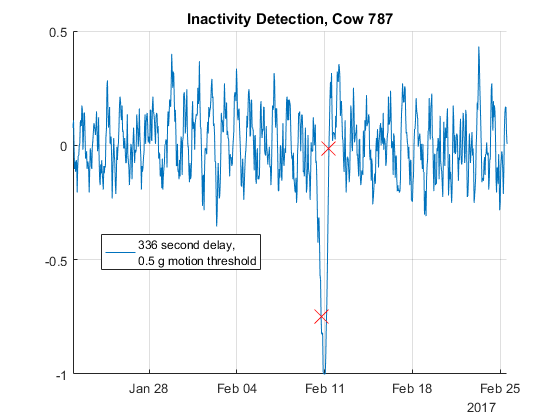 Inactivity Detection, Cow 787
0.5
0
-0.5
-1
336 second delay,
0.5 g motion threshold
Jan 28 Feb 04 Feb 11 Feb 18 Feb 25
2017